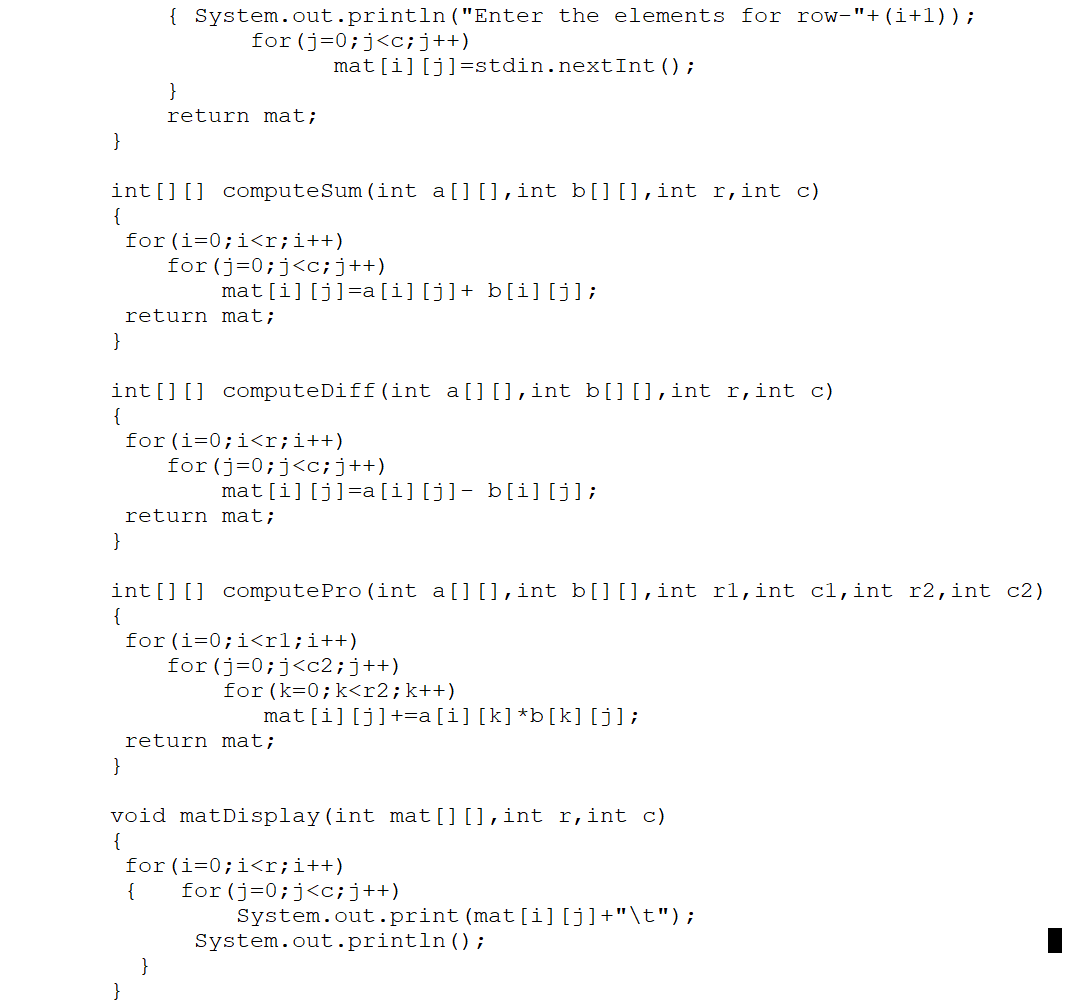 { System.out.println("Enter the elements for row-"+(i+1));
for(j=0;j<c;j++)
mat[i][j]=stdin.nextInt();
}
return mat;
}
int[][] computeSum(int a[][],int b[][],int r,int c)
{
for(i=0;i<r;i++)
for(j=0;j<c;j++)
mat[i][j]=a[i][j]+ b[i][j];
return mat;
}
int[][] computeDiff(int a[][],int b[][],int r,int c)
{
for(i=0;i<r;i++)
for(j=0;j<c;j++)
mat[i][j]=a[i][j]- b[i][j];
return mat;
}
int[][] computePro(int a[][],int b[][],int r1,int c1,int r2,int c2)
{
for(i=0;i<r1;i++)
for(j=0;j<c2;j++)
for(k=0;k<r2;k++)
mat[i][j]+=a[i][k]*b[k][j];
return mat;
}
void matDisplay(int mat[][],int r,int c)
{
for(i=0;i<r;i++)
{ for(j=0;j<c;j++)
System.out.print(mat[i][j]+"\t");
System.out.println();
}
}